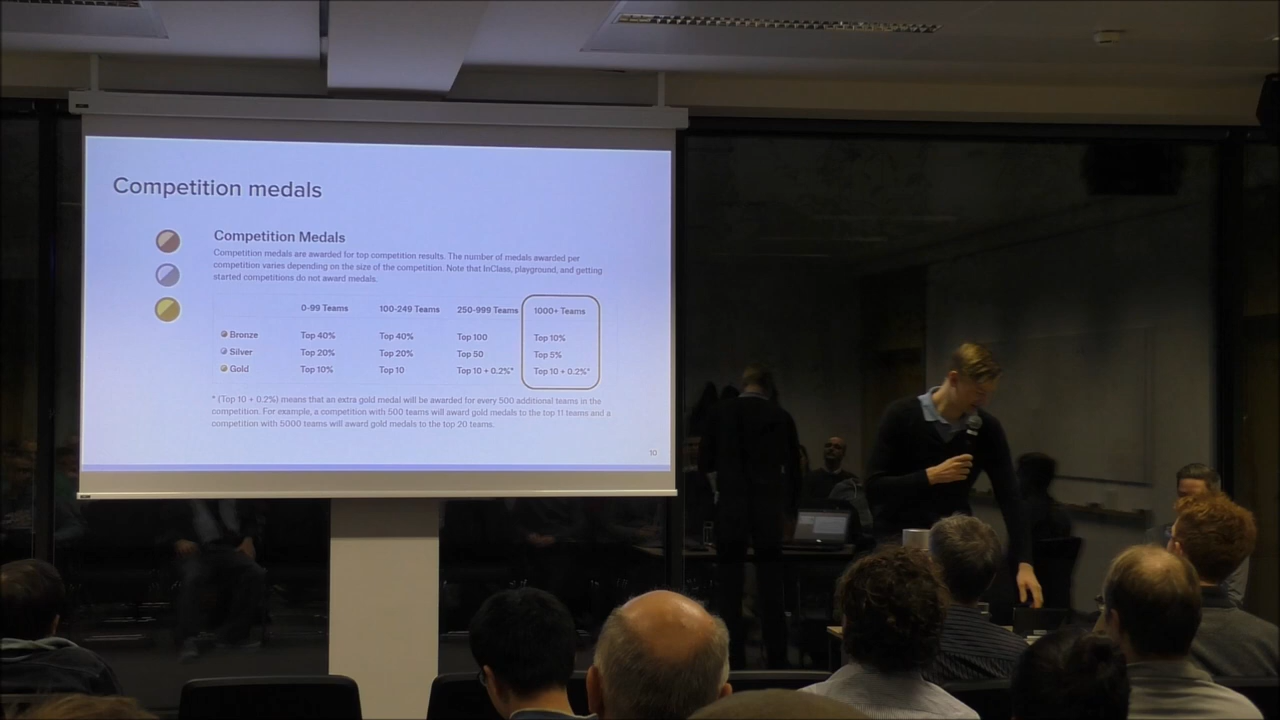 Competition medals
Competition Medals
Competition medals are awarded for top competition results. The number of medals awarded per
competition varies depending on the size of the competition. Note that InClass, playground, and getting
started competitions do not award medals.
0-99 Teams 100-249 Teams 250-999 Teams 1000+ Teams
Bronze Top 40% Top 40% Top 100 Top 10%
Silver Top 20% Top 20% Top 50 Top 5%
Gold Top 10% Top 10 Top 10 + 0.2%* Top 10 + 0.2%*
* (Top 10 + 0.2%) means that an extra gold medal will be awarded for every 500 additional teams in the
competition. For example, a competition with 500 teams will award gold medals to the top 11 teams and a
competition with 5000 teams will award gold medals to the top 20 teams.
10